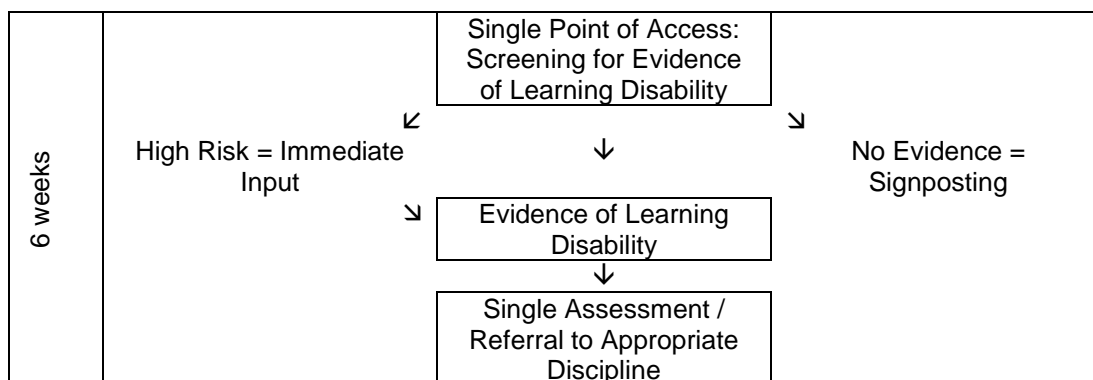 Single Point of Access:
Screening for Evidence
of Learning Disability
High Risk = Immediate
Input
No Evidence =
Signposting
6 weeks
Evidence of Learning
Disability
Single Assessment /
Referral to Appropriate
Discipline